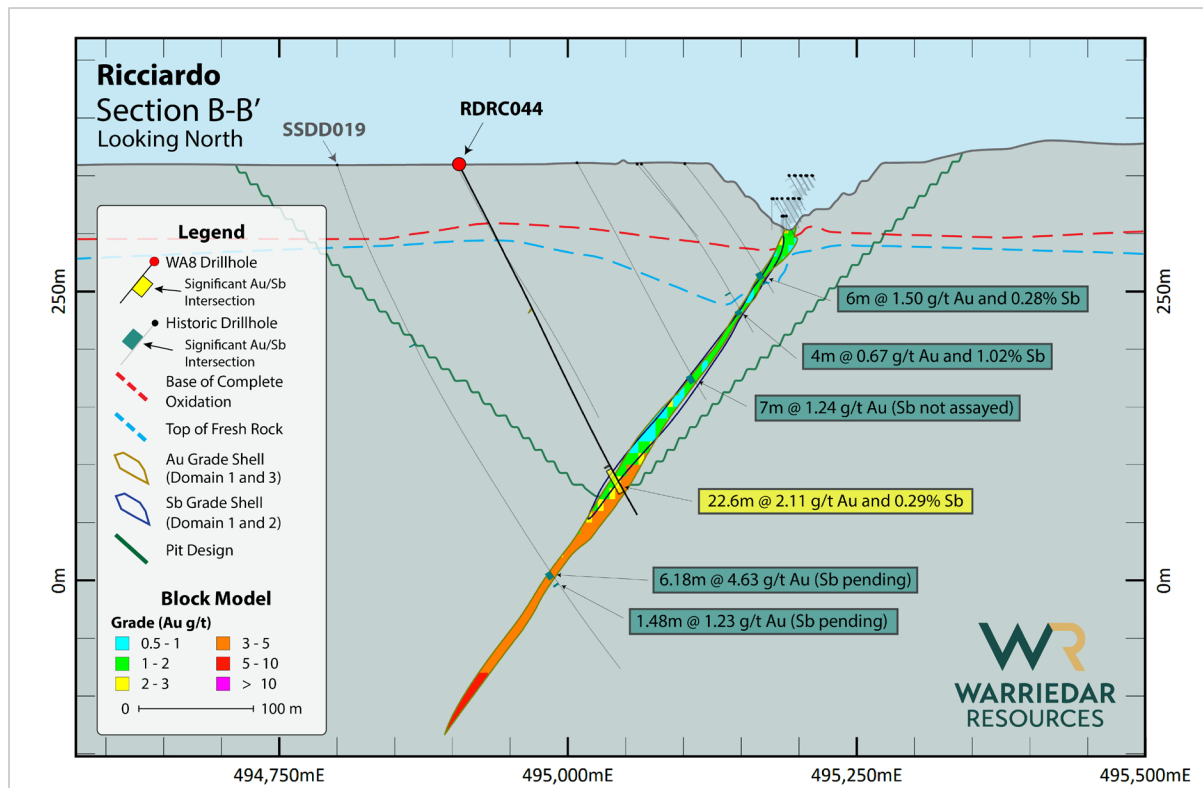 Ricciardo
Section B-B’
Looking North
SSDD019
RDRC044
Legend
WA8 Drillhole
Significant Au/Sb
Intersection
Historic Drillhole
Significant Au/Sb
Intersection
Base of Complete
Oxidation
Top of Fresh Rock
Au Grade Shell
(Domain 1 and 3)
Sb Grade Shell
(Domain 1 and 2)
Pit Design
Block Model
Grade (Au g/t)
0.5 - 1
3 - 5
1 - 2
5 - 10
2 - 3
> 10
0
100 m
6m @ 1.50 g/t Au and 0.28% Sb
4m @ 0.67 g/t Au and 1.02% Sb
7m @ 1.24 g/t Au (Sb not assayed)
22.6m @ 2.11 g/t Au and 0.29% Sb
6.18m @ 4.63 g/t Au (Sb pending)
1.48m @ 1.23 g/t Au (Sb pending)
250m
0m
250m
0m
WR
WARRIEDAR
RESOURCES
494,750mE
495,000mE
495,250mE
495,500mE